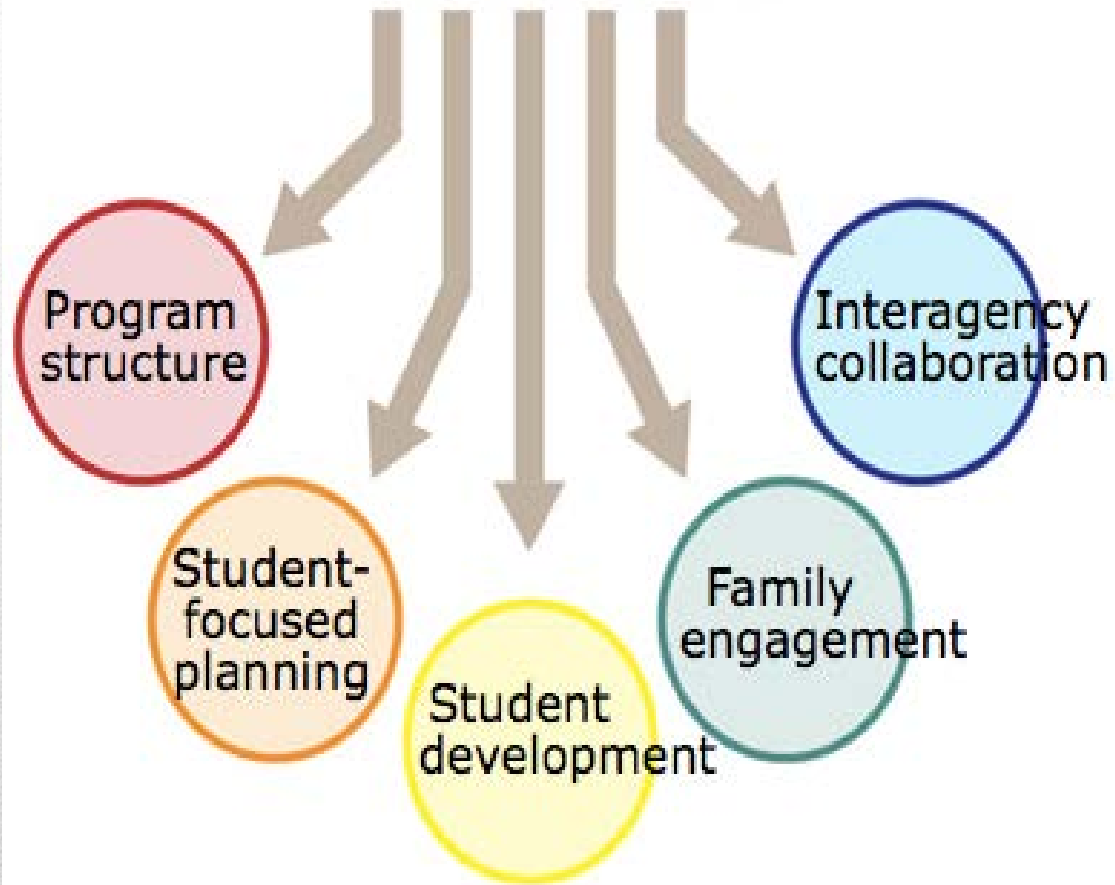 Program
structure
Student-
focused
planning
Student
development
Family
engagement
Interagency
collaboration